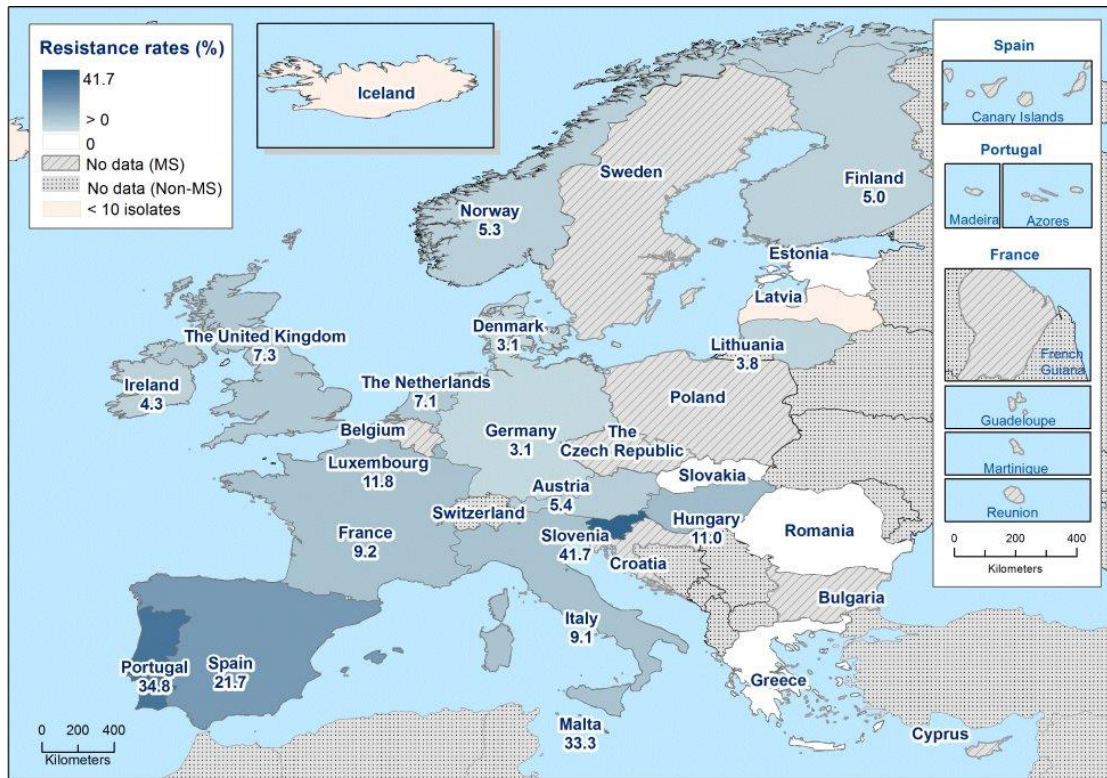 Resistance rates (%)
41.7
> 0
0
No data (MS)
No data (Non-MS)
< 10 isolates
Iceland
Sweden
Finland
5.0
Norway
5.3
Estonia
Latvia
Denmark
3.1
Lithuania
3.8
The United Kingdom
7.3
Ireland
4.3
The Netherlands
7.1
Poland
Belgium
Germany
3.1
The
Czech Republic
Luxembourg
11.8
Slovakia
Austria
5.4
Switzerland
France
9.2
Slovenia
41.7
Hungary
11.0
Romania
Croatia
Bulgaria
Italy
9.1
Portugal
34.8
Spain
21.7
Greece
Malta
33.3
Cyprus
0 200 400
Kilometers
Spain
Canary Islands
Portugal
Madeira
Azores
France
French
Guiana
Guadeloupe
Martinique
Reunion
0 200 400
Kilometers